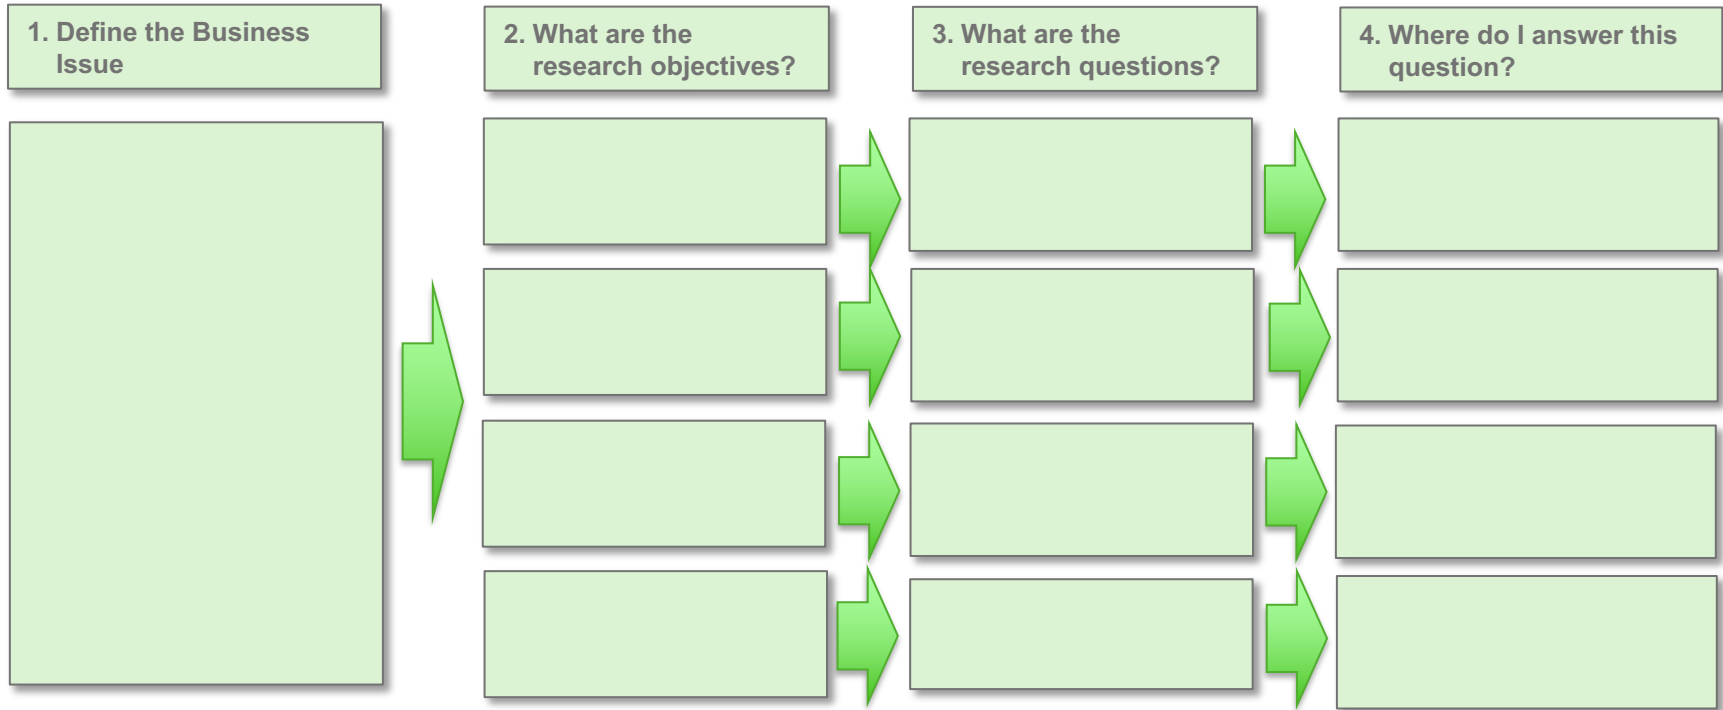 1. Define the Business
Issue
2. What are the
research objectives?
3. What are the
research questions?
4. Where do I answer this
question?